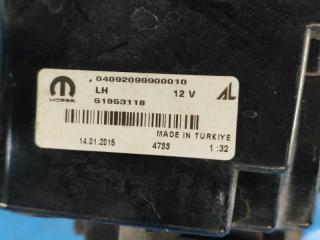 04092099900010
LH 12 V AL
MOPAR
51953118
MADE IN TURKIYE
14.01.2015 4733 1:32